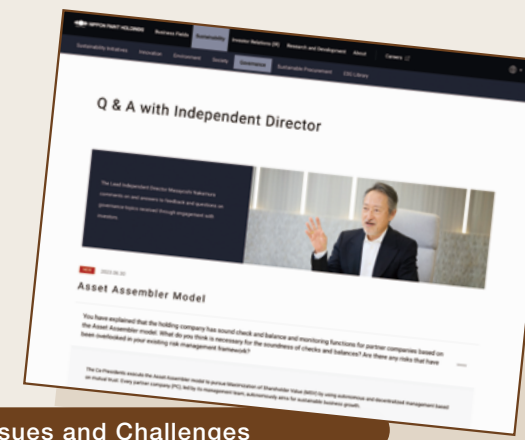 NIPPON PAINT HOLDINGS Business Fields Sustainability Investor Relations (IR) Research and Development About Careers
Sustainability Initiatives Innovation Environment Society Governance Sustainable Procurement ESG Library
Q & A with Independent Director
The Lead Independent Director Masayoshi Nakamura
comments on and answers to feedback and questions on
governance topics received through engagement with
investors.
Asset Assembler Model
You have explained that the holding company has sound check and balance and monitoring functions for partner companies based on
the Asset Assembler model. What do you think is necessary for the soundness of checks and balances? Are there any risks that have
been overlooked as your existing risk management framework?
The Co-Presidents execute the Asset Assembler model to pursue Maximization of Shareholder Value (MSV) by using autonomous and decentralized management based
on mutual trust. Every partner company (PC), led by its management team, autonomously aims for sustainable business growth.
sues and Challenges